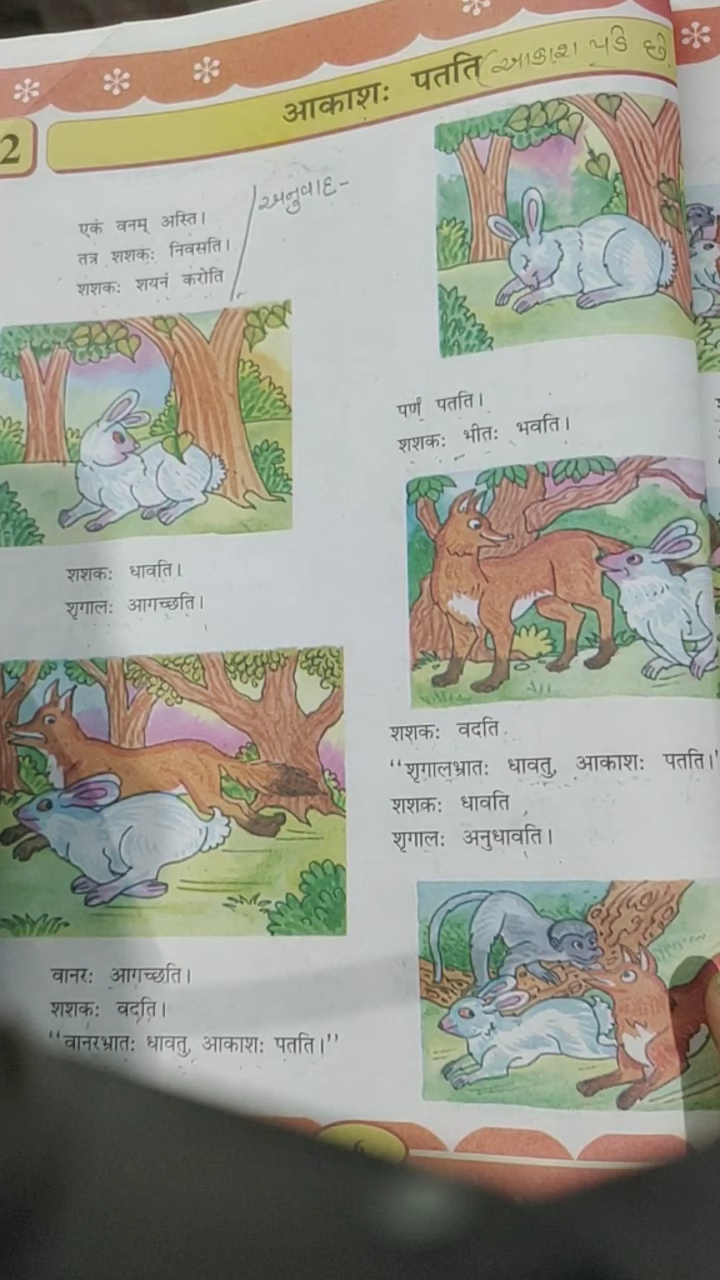 2
आकाशः पतति આકાશ પડે છે
एकं वनम् अस्ति।
तत्र शशकः निवसति।
शशकः शयनं करोति
અનુવાદ-
पर्णं पतति।
शशकः भीतः भवति।
शशकः धावति।
शृगालः आगच्छति।
शशकः वदति
“शृगालभ्रातः धावतु, आकाशः पतति।”
शशकः धावति
शृगालः अनुधावति।
वानरः आगच्छति।
शशकः वदति।
“वानरभ्रातः धावतु, आकाशः पतति।”